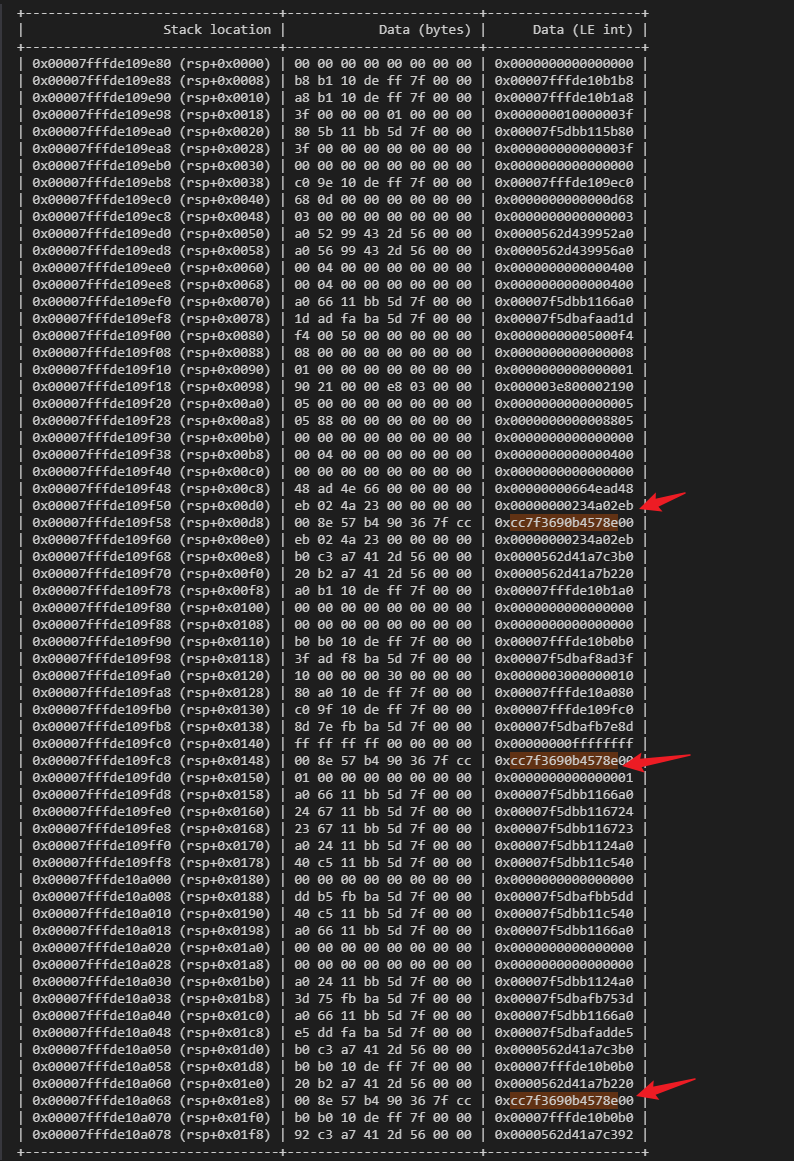 +--------------------------------+------------------------+--------------------+
| Stack location | Data (bytes) | Data (LE int) |
+--------------------------------+------------------------+--------------------+
| 0x00007fffde109e80 (rsp+0x0000) | 00 00 00 00 00 00 00 00 | 0x0000000000000000 |
| 0x00007fffde109e88 (rsp+0x0008) | b8 b1 10 de ff 7f 00 00 | 0x00007fffde10b1b8 |
| 0x00007fffde109e90 (rsp+0x0010) | a8 b1 10 de ff 7f 00 00 | 0x00007fffde10b1a8 |
| 0x00007fffde109e98 (rsp+0x0018) | 3f 00 00 00 01 00 00 00 | 0x000000010000003f |
| 0x00007fffde109ea0 (rsp+0x0020) | 80 5b 11 bb 5d 7f 00 00 | 0x00007f5dbb115b80 |
| 0x00007fffde109ea8 (rsp+0x0028) | 3f 00 00 00 00 00 00 00 | 0x000000000000003f |
| 0x00007fffde109eb0 (rsp+0x0030) | 00 00 00 00 00 00 00 00 | 0x0000000000000000 |
| 0x00007fffde109eb8 (rsp+0x0038) | c0 9e 10 de ff 7f 00 00 | 0x00007fffde109ec0 |
| 0x00007fffde109ec0 (rsp+0x0040) | 68 0d 00 00 00 00 00 00 | 0x0000000000000d68 |
| 0x00007fffde109ec8 (rsp+0x0048) | 03 00 00 00 00 00 00 00 | 0x0000000000000003 |
| 0x00007fffde109ed0 (rsp+0x0050) | a0 52 99 43 2d 56 00 00 | 0x0000562d439952a0 |
| 0x00007fffde109ed8 (rsp+0x0058) | a0 56 99 43 2d 56 00 00 | 0x0000562d439956a0 |
| 0x00007fffde109ee0 (rsp+0x0060) | 00 04 00 00 00 00 00 00 | 0x0000000000000400 |
| 0x00007fffde109ee8 (rsp+0x0068) | 00 04 00 00 00 00 00 00 | 0x0000000000000400 |
| 0x00007fffde109ef0 (rsp+0x0070) | a0 66 11 bb 5d 7f 00 00 | 0x00007f5dbb1166a0 |
| 0x00007fffde109ef8 (rsp+0x0078) | 1d ad fa ba 5d 7f 00 00 | 0x00007f5dbafaad1d |
| 0x00007fffde109f00 (rsp+0x0080) | f4 00 50 00 00 00 00 00 | 0x00000000005000f4 |
| 0x00007fffde109f08 (rsp+0x0088) | 08 00 00 00 00 00 00 00 | 0x0000000000000008 |
| 0x00007fffde109f10 (rsp+0x0090) | 01 00 00 00 00 00 00 00 | 0x0000000000000001 |
| 0x00007fffde109f18 (rsp+0x0098) | 90 21 00 00 e8 03 00 00 | 0x000003e800002190 |
| 0x00007fffde109f20 (rsp+0x00a0) | 05 00 00 00 00 00 00 00 | 0x0000000000000005 |
| 0x00007fffde109f28 (rsp+0x00a8) | 05 88 00 00 00 00 00 00 | 0x0000000000008805 |
| 0x00007fffde109f30 (rsp+0x00b0) | 00 00 00 00 00 00 00 00 | 0x0000000000000000 |
| 0x00007fffde109f38 (rsp+0x00b8) | 00 04 00 00 00 00 00 00 | 0x0000000000000400 |
| 0x00007fffde109f40 (rsp+0x00c0) | 00 00 00 00 00 00 00 00 | 0x0000000000000000 |
| 0x00007fffde109f48 (rsp+0x00c8) | 48 ad 4e 66 00 00 00 00 | 0x00000000664ead48 |
| 0x00007fffde109f50 (rsp+0x00d0) | eb 02 4a 23 00 00 00 00 | 0x00000000234a02eb |
| 0x00007fffde109f58 (rsp+0x00d8) | 00 8e 57 b4 90 36 7f cc | 0xcc7f3690b4578e00 |
| 0x00007fffde109f60 (rsp+0x00e0) | eb 02 4a 23 00 00 00 00 | 0x00000000234a02eb |
| 0x00007fffde109f68 (rsp+0x00e8) | b0 c3 a7 41 2d 56 00 00 | 0x0000562d41a7c3b0 |
| 0x00007fffde109f70 (rsp+0x00f0) | 20 b2 a7 41 2d 56 00 00 | 0x0000562d41a7b220 |
| 0x00007fffde109f78 (rsp+0x00f8) | a0 b1 10 de ff 7f 00 00 | 0x00007fffde10b1a0 |
| 0x00007fffde109f80 (rsp+0x0100) | 00 00 00 00 00 00 00 00 | 0x0000000000000000 |
| 0x00007fffde109f88 (rsp+0x0108) | 00 00 00 00 00 00 00 00 | 0x0000000000000000 |
| 0x00007fffde109f90 (rsp+0x0110) | b0 b0 10 de ff 7f 00 00 | 0x00007fffde10b0b0 |
| 0x00007fffde109f98 (rsp+0x0118) | 3f ad f8 ba 5d 7f 00 00 | 0x00007f5dbaf8ad3f |
| 0x00007fffde109fa0 (rsp+0x0120) | 10 00 00 00 30 00 00 00 | 0x0000003000000010 |
| 0x00007fffde109fa8 (rsp+0x0128) | 80 a0 10 de ff 7f 00 00 | 0x00007fffde10a080 |
| 0x00007fffde109fb0 (rsp+0x0130) | c0 9f 10 de ff 7f 00 00 | 0x00007fffde109fc0 |
| 0x00007fffde109fb8 (rsp+0x0138) | 8d 7e fb ba 5d 7f 00 00 | 0x00007f5dbafb7e8d |
| 0x00007fffde109fc0 (rsp+0x0140) | ff ff ff ff 00 00 00 00 | 0x00000000ffffffff |
| 0x00007fffde109fc8 (rsp+0x0148) | 00 8e 57 b4 90 36 7f cc | 0xcc7f3690b4578e00 |
| 0x00007fffde109fd0 (rsp+0x0150) | 01 00 00 00 00 00 00 00 | 0x0000000000000001 |
| 0x00007fffde109fd8 (rsp+0x0158) | a0 66 11 bb 5d 7f 00 00 | 0x00007f5dbb1166a0 |
| 0x00007fffde109fe0 (rsp+0x0160) | 24 67 11 bb 5d 7f 00 00 | 0x00007f5dbb116724 |
| 0x00007fffde109fe8 (rsp+0x0168) | 23 67 11 bb 5d 7f 00 00 | 0x00007f5dbb116723 |
| 0x00007fffde109ff0 (rsp+0x0170) | a0 24 11 bb 5d 7f 00 00 | 0x00007f5dbb1124a0 |
| 0x00007fffde109ff8 (rsp+0x0178) | 40 c5 11 bb 5d 7f 00 00 | 0x00007f5dbb11c540 |
| 0x00007fffde10a000 (rsp+0x0180) | 00 00 00 00 00 00 00 00 | 0x0000000000000000 |
| 0x00007fffde10a008 (rsp+0x0188) | dd b5 fb ba 5d 7f 00 00 | 0x00007f5dbafbb5dd |
| 0x00007fffde10a010 (rsp+0x0190) | 40 c5 11 bb 5d 7f 00 00 | 0x00007f5dbb11c540 |
| 0x00007fffde10a018 (rsp+0x0198) | a0 66 11 bb 5d 7f 00 00 | 0x00007f5dbb1166a0 |
| 0x00007fffde10a020 (rsp+0x01a0) | 00 00 00 00 00 00 00 00 | 0x0000000000000000 |
| 0x00007fffde10a028 (rsp+0x01a8) | 00 00 00 00 00 00 00 00 | 0x0000000000000000 |
| 0x00007fffde10a030 (rsp+0x01b0) | a0 24 11 bb 5d 7f 00 00 | 0x00007f5dbb1124a0 |
| 0x00007fffde10a038 (rsp+0x01b8) | 3d 75 fb ba 5d 7f 00 00 | 0x00007f5dbafb753d |
| 0x00007fffde10a040 (rsp+0x01c0) | a0 66 11 bb 5d 7f 00 00 | 0x00007f5dbb1166a0 |
| 0x00007fffde10a048 (rsp+0x01c8) | e5 dd fa ba 5d 7f 00 00 | 0x00007f5dbafadde5 |
| 0x00007fffde10a050 (rsp+0x01d0) | b0 c3 a7 41 2d 56 00 00 | 0x0000562d41a7c3b0 |
| 0x00007fffde10a058 (rsp+0x01d8) | b0 b0 10 de ff 7f 00 00 | 0x00007fffde10b0b0 |
| 0x00007fffde10a060 (rsp+0x01e0) | 20 b2 a7 41 2d 56 00 00 | 0x0000562d41a7b220 |
| 0x00007fffde10a068 (rsp+0x01e8) | 00 8e 57 b4 90 36 7f cc | 0xcc7f3690b4578e00 |
| 0x00007fffde10a070 (rsp+0x01f0) | b0 b0 10 de ff 7f 00 00 | 0x00007fffde10b0b0 |
| 0x00007fffde10a078 (rsp+0x01f8) | 92 c3 a7 41 2d 56 00 00 | 0x0000562d41a7c392 |
+--------------------------------+------------------------+--------------------+